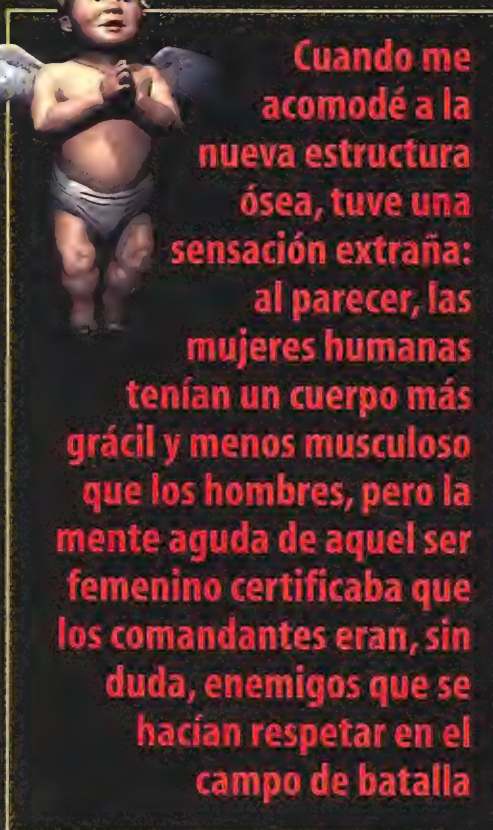 Cuando me
acomodé a la
nueva estructura
ósea, tuve una
sensación extraña:
al parecer, las
mujeres humanas
tenían un cuerpo más
grácil y menos musculoso
que los hombres, pero la
mente aguda de aquel ser
femenino certificaba que
los comandantes eran, sin
duda, enemigos que se
hacían respetar en el
campo de batalla